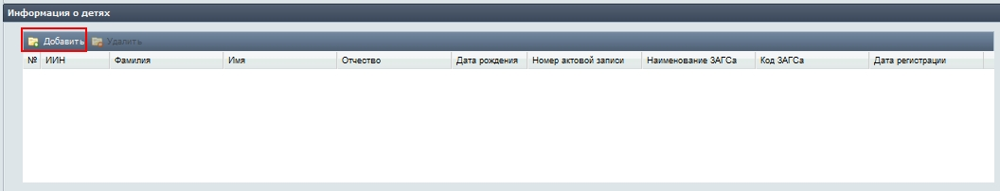 Информация о детях
Добавить Удалить
№ ИИН Фамилия Имя Отчество Дата рождения Номер актовой записи Наименование ЗАГСа Код ЗАГСа Дата регистрации